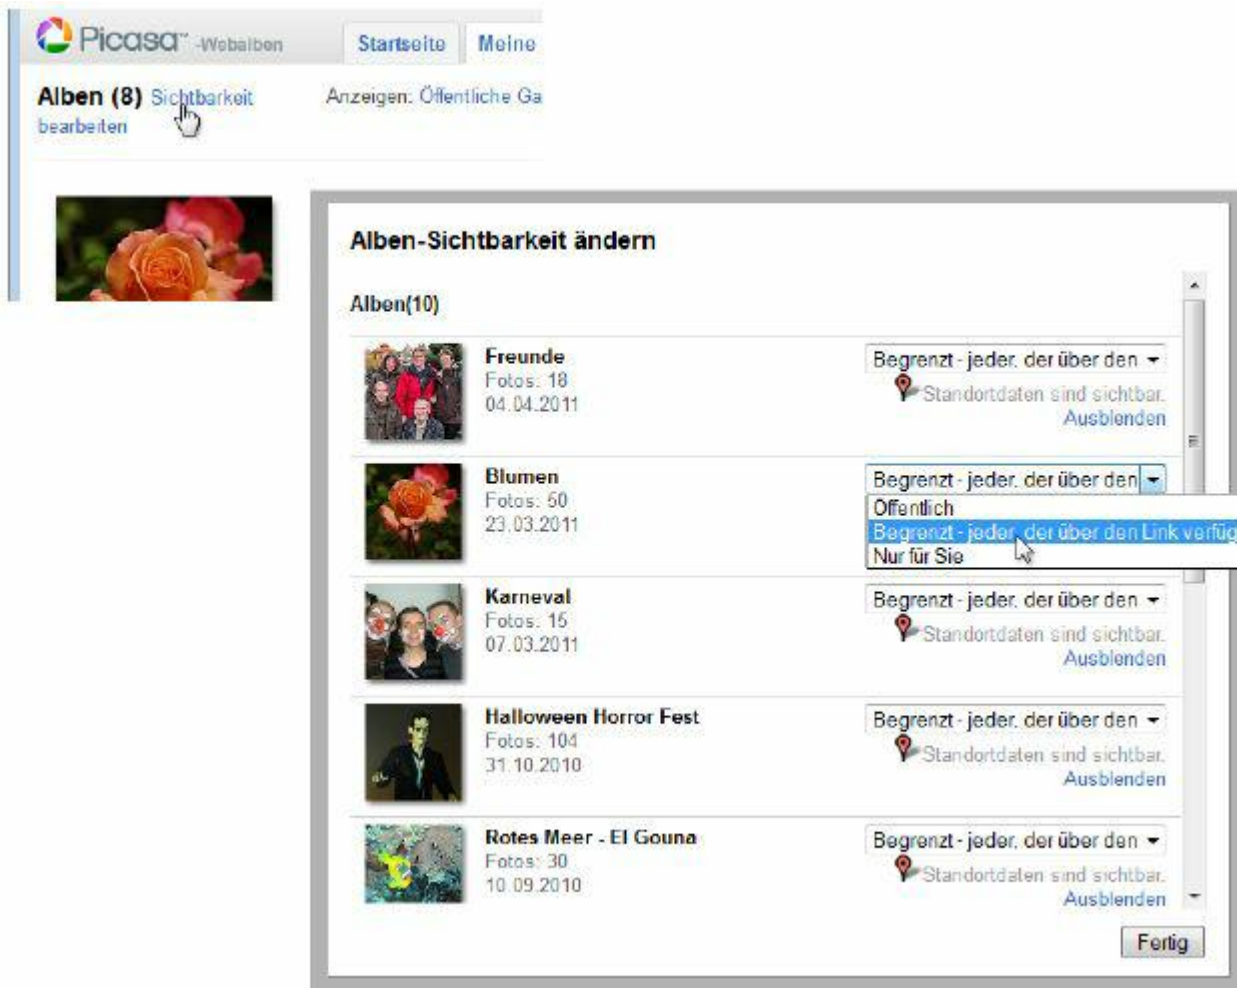 Picasa™ -Webalben
Startseite
Meine
Alben (8) Sichtbarkeit
bearbeiten
Anzeigen: Öffentliche Ga
Alben-Sichtbarkeit ändern
Alben(10)
Freunde
Fotos: 18
04.04.2011
Begrenzt - jeder, der über den
Standortdaten sind sichtbar.
Ausblenden
Blumen
Fotos: 50
23.03.2011
Begrenzt - jeder, der über den
Öffentlich
Begrenzt - jeder, der über den Link verfüg
Nur für Sie
Karneval
Fotos: 15
07.03.2011
Begrenzt - jeder, der über den
Standortdaten sind sichtbar.
Ausblenden
Halloween Horror Fest
Fotos: 104
31.10.2010
Begrenzt - jeder, der über den
Standortdaten sind sichtbar.
Ausblenden
Rotes Meer - El Gouna
Fotos: 30
10.09.2010
Begrenzt - jeder, der über den
Standortdaten sind sichtbar.
Ausblenden
Fertig